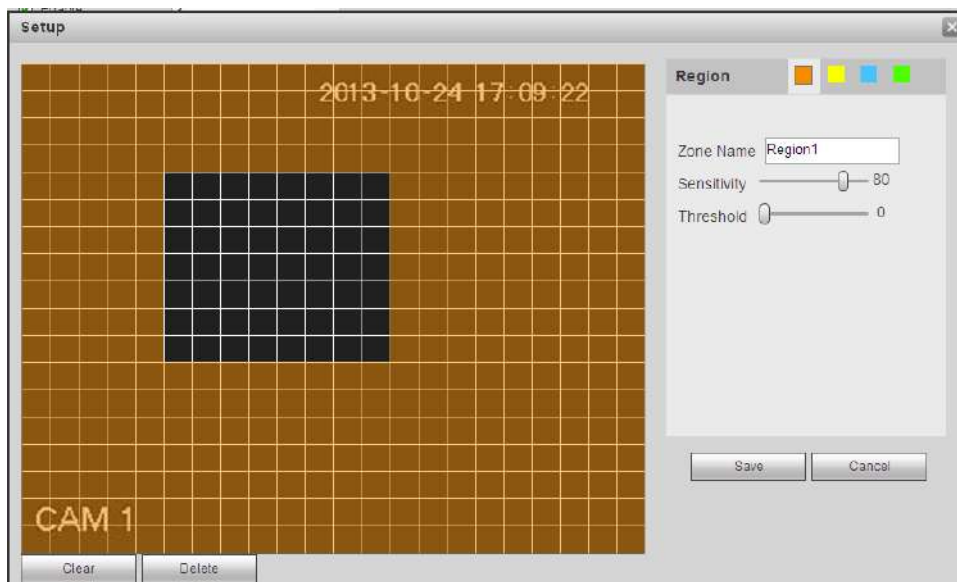 Setup
2013-10-24 17:09:22
Region
Zone Name Region1
Sensitivity 80
Threshold 0
Save Cancel
CAM 1
Clear Delete